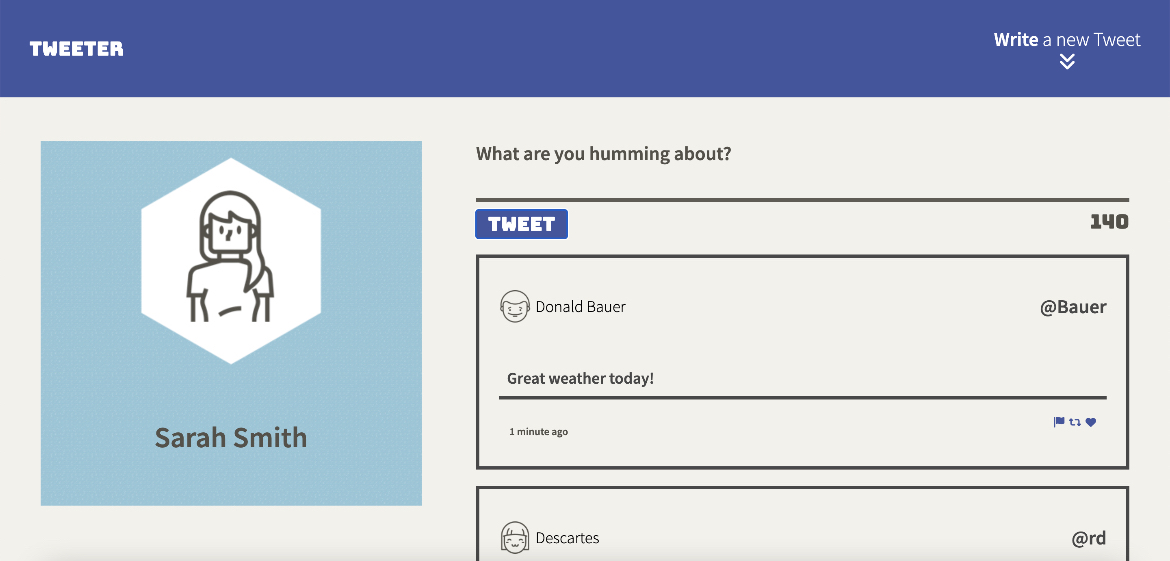 TWEETER
Write a new Tweet
Sarah Smith
What are you humming about?
TWEET
140
Donald Bauer
@Bauer
Great weather today!
1 minute ago
Descartes
@rd